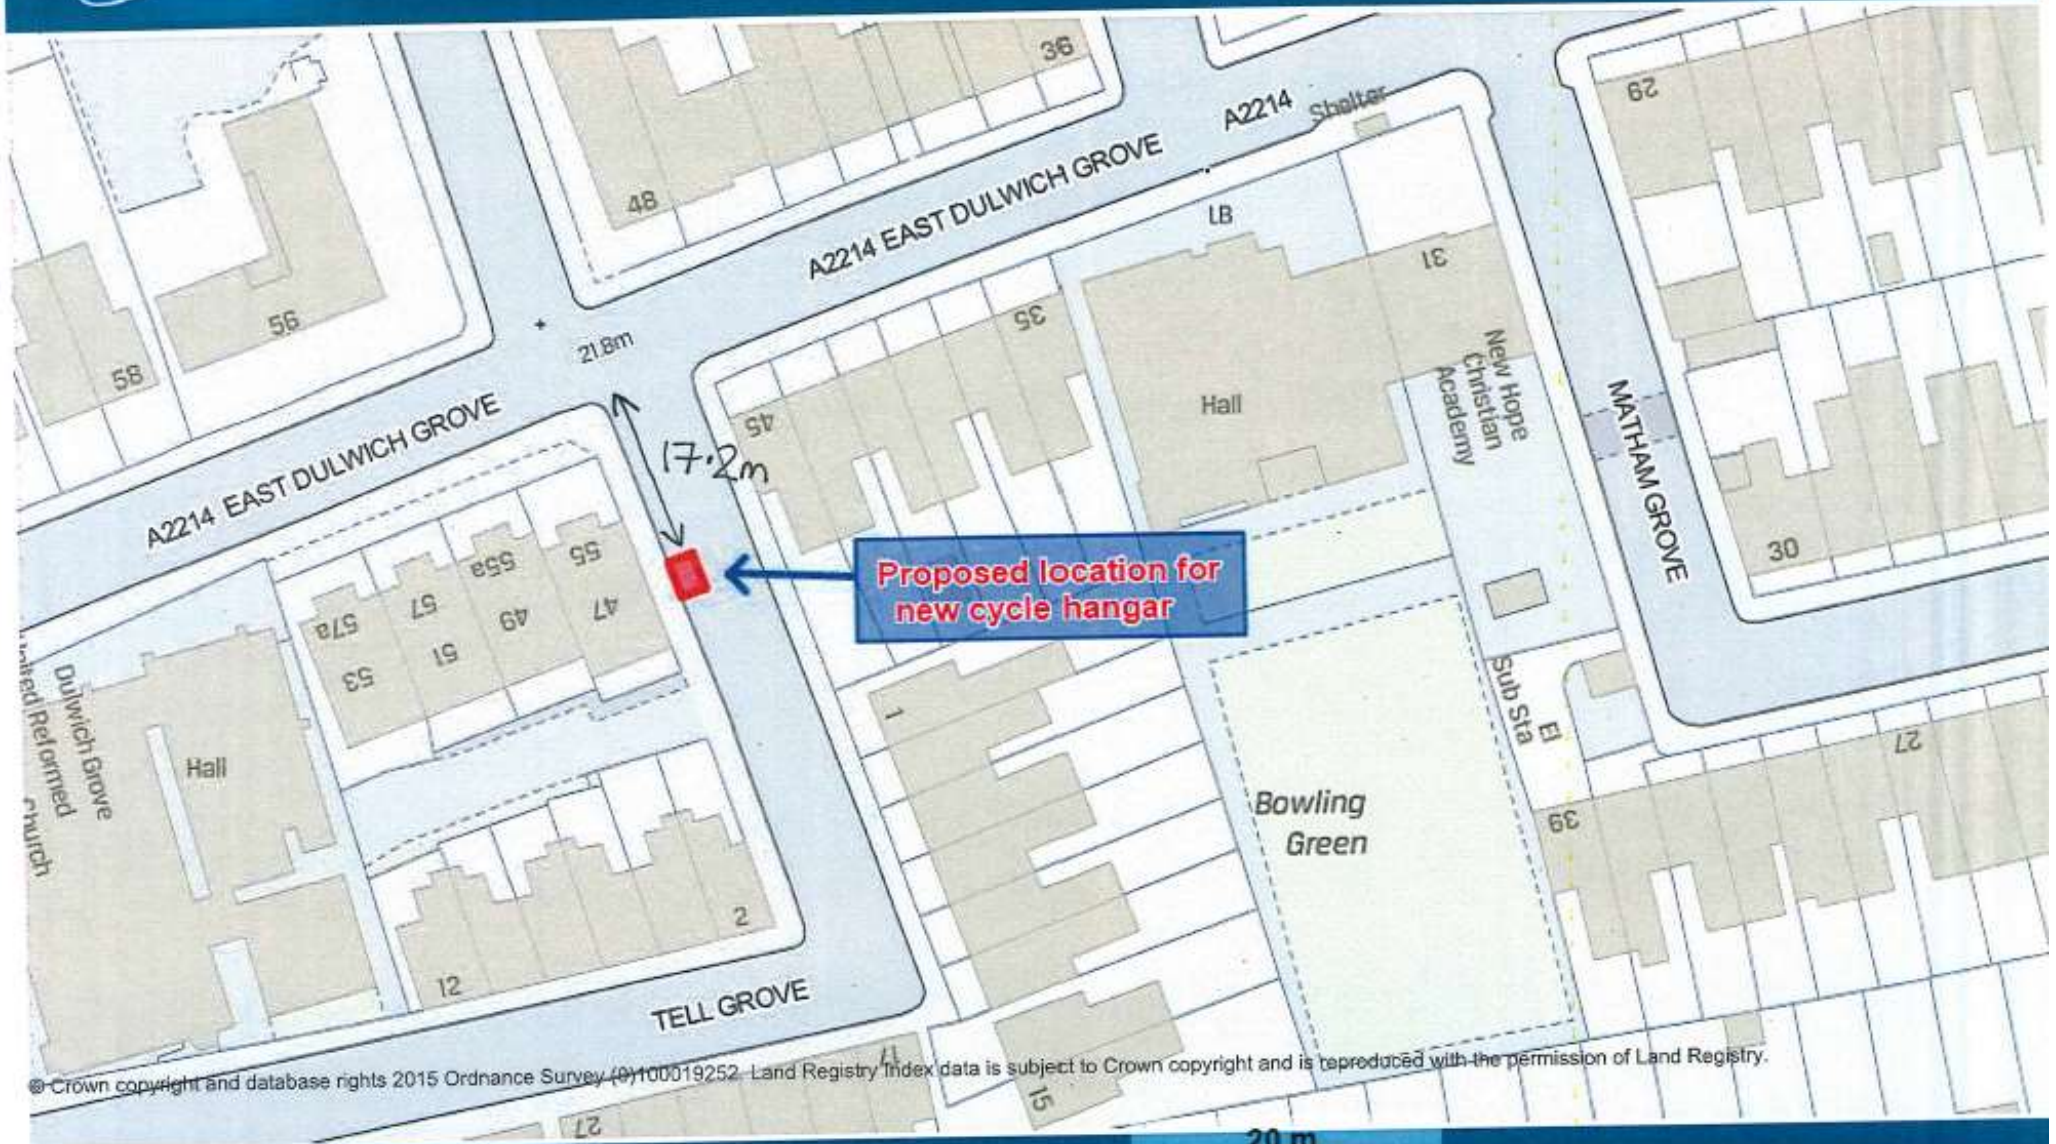 36
29
A2214
Shelter
48
A2214 EAST DULWICH GROVE
LB
31
56
35
21.8m
58
45
Hall
New Hope
Christian
Academy
MATHAM GROVE
A2214 EAST DULWICH GROVE
17.2m
55
55a
57
57a
47
49
51
53
Proposed location for
new cycle hangar
30
Dulwich Grove
United Reformed
Church
Hall
El
Sub Sta
1
27
Bowling
Green
39
2
12
TELL GROVE
17
© Crown copyright and database rights 2015 Ordnance Survey (0)100019252. Land Registry Index data is subject to Crown copyright and is reproduced with the permission of Land Registry.
15
27
20 m